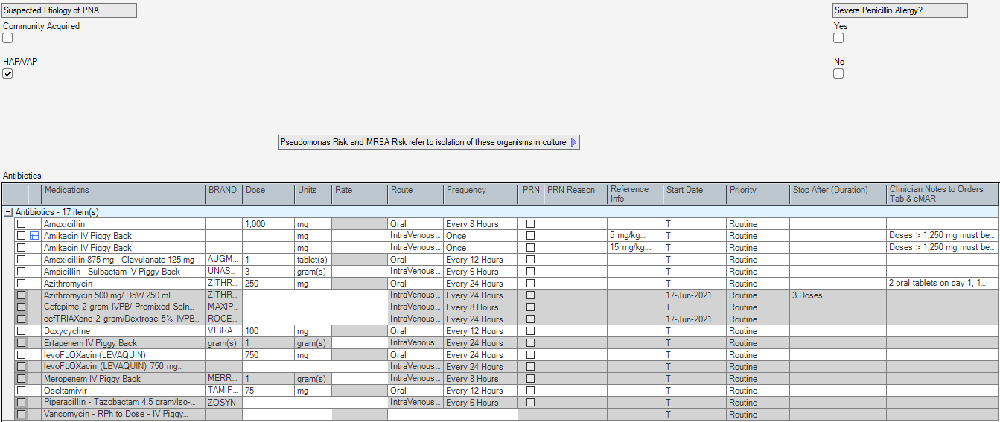 Suspected Etiology of PNA
Severe Penicillin Allergy?
Community Acquired
Yes
HAP/VAP
No
Pseudomonas Risk and MRSA Risk refer to isolation of these organisms in culture
Antibiotics
Medications BRAND Dose Units Rate Route Frequency PRN PRN Reason Reference Info Start Date Priority Stop After (Duration) Clinician Notes to Orders Tab & eMAR
Antibiotics - 17 item(s)
Amoxicillin 1,000 mg Oral Every 8 Hours T Routine
Amikacin IV Piggy Back mg IntraVenous... Once 5 mg/kg.... T Routine Doses > 1,250 mg must be...
Amikacin IV Piggy Back mg IntraVenous... Once 15 mg/kg.... T Routine Doses > 1,250 mg must be...
Amoxicillin 875 mg - Clavulanate 125 mg AUGM... 1 tablet(s) Oral Every 12 Hours T Routine
Ampicillin - Sulbactam IV Piggy Back UNAS... 3 gram(s) IntraVenous... Every 6 Hours T Routine
Azithromycin ZITHR... 250 mg Oral Every 24 Hours T Routine 2 oral tablets on day 1, 1...
Azithromycin 500 mg/ D5W 250 mL ZITHR... IntraVenous... Every 24 Hours 17-Jun-2021 Routine 3 Doses
Cefepime 2 gram IVPB/ Premixed Soln... MAXIP... IntraVenous... Every 8 Hours T Routine
cefTRIAXone 2 gram/Dextrose 5% IVPB... ROCE... IntraVenous... Every 24 Hours 17-Jun-2021 Routine
Doxycycline VIBRA... 100 mg Oral Every 12 Hours T Routine
Ertapenem IV Piggy Back gram(s) 1 gram(s) IntraVenous... Every 24 Hours T Routine
levoFLOXacin (LEVAQUIN) 750 mg Oral Every 24 Hours T Routine
levoFLOXacin (LEVAQUIN) 750 mg... IntraVenous... Every 24 Hours T Routine
Meropenem IV Piggy Back MERR... 1 gram(s) IntraVenous... Every 8 Hours T Routine
Oseltamivir TAMIF... 75 mg Oral Every 12 Hours T Routine
Piperacillin - Tazobactam 4.5 gram/Iso-... ZOSYN IntraVenous... Every 6 Hours T Routine
Vancomycin - RPh to Dose - IV Piggy... T Routine